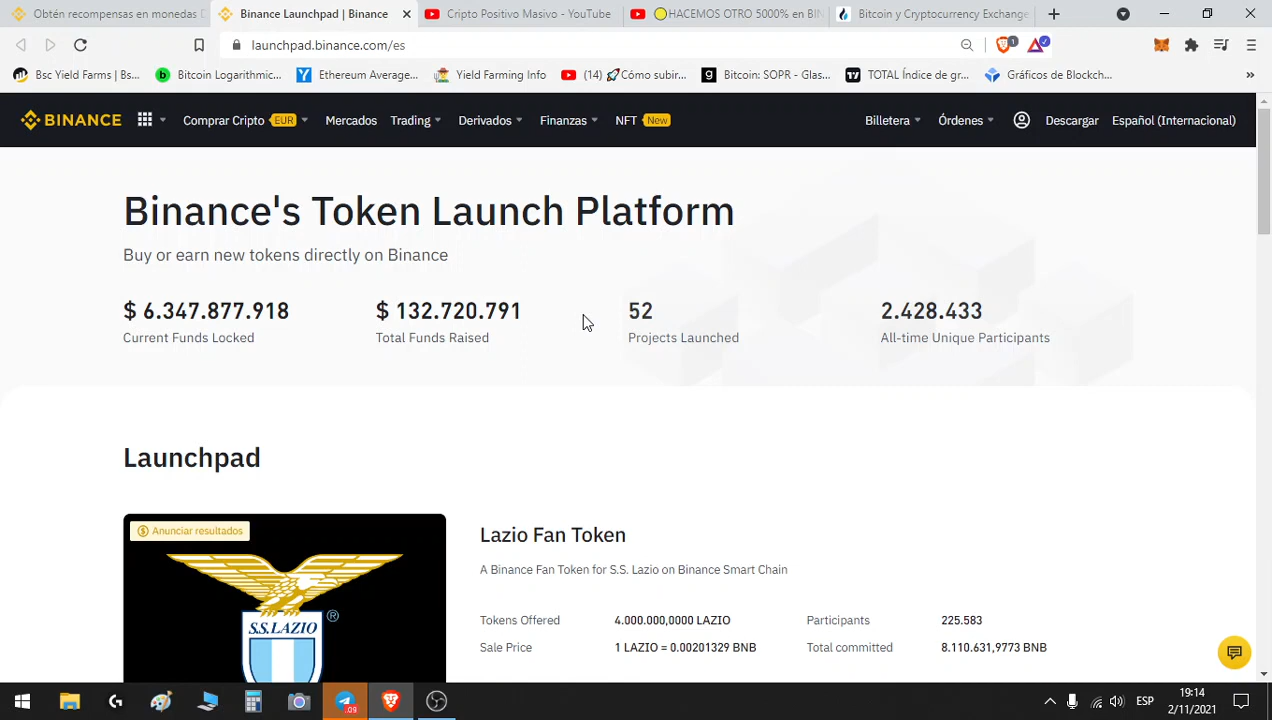 Obtén recompensas en monedas D
Binance Launchpad | Binance
Cripto Positivo Masivo - YouTube
HACEMOS OTRO 5000% en BIN
Bitcoin y Cryptocurrency Exchange
launchpad.binance.com/es
1
Bsc Yield Farms | Bs...
Bitcoin Logarithmic...
Ethereum Average...
Yield Farming Info
(14) 🚀Cómo subir...
Bitcoin: SOPR - Glas...
TOTAL Índice de gr...
Gráficos de Blockch...
BINANCE
Comprar Cripto EUR
Mercados
Trading
Derivados
Finanzas
NFT New
Billetera
Órdenes
Descargar
Español (Internacional)
Binance's Token Launch Platform
Buy or earn new tokens directly on Binance
$ 6.347.877.918
$ 132.720.791
52
2.428.433
Current Funds Locked
Total Funds Raised
Projects Launched
All-time Unique Participants
Launchpad
Anunciar resultados
S.S.LAZIO
®
Lazio Fan Token
A Binance Fan Token for S.S. Lazio on Binance Smart Chain
Tokens Offered
4.000.000,0000 LAZIO
Participants
225.583
Sale Price
1 LAZIO = 0.00201329 BNB
Total committed
8.110.631,9773 BNB
ESP
19:14
2/11/2021